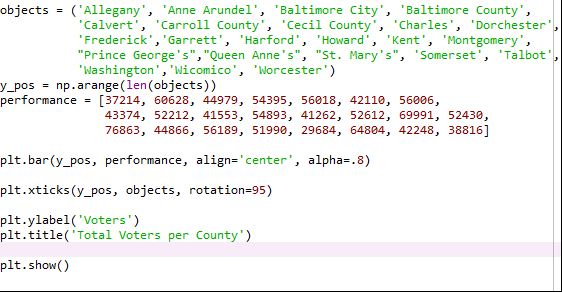 objects = ('Allegany', 'Anne Arundel', 'Baltimore City', 'Baltimore County',
'Calvert', 'Carroll County', 'Cecil County', 'Charles', 'Dorchester',
'Frederick','Garrett', 'Harford', 'Howard', 'Kent', 'Montgomery',
"Prince George's","Queen Anne's", "St. Mary's", 'Somerset', 'Talbot',
'Washington','Wicomico', 'Worcester')
y_pos = np.arange(len(objects))
performance = [37214, 60628, 44979, 54395, 56018, 42110, 56006,
43374, 52212, 41553, 54893, 41262, 52612, 69991, 52430,
76863, 44866, 56189, 51990, 29684, 64804, 42248, 38816]
plt.bar(y_pos, performance, align='center', alpha=.8)
plt.xticks(y_pos, objects, rotation=95)
plt.ylabel('Voters')
plt.title('Total Voters per County')
plt.show()